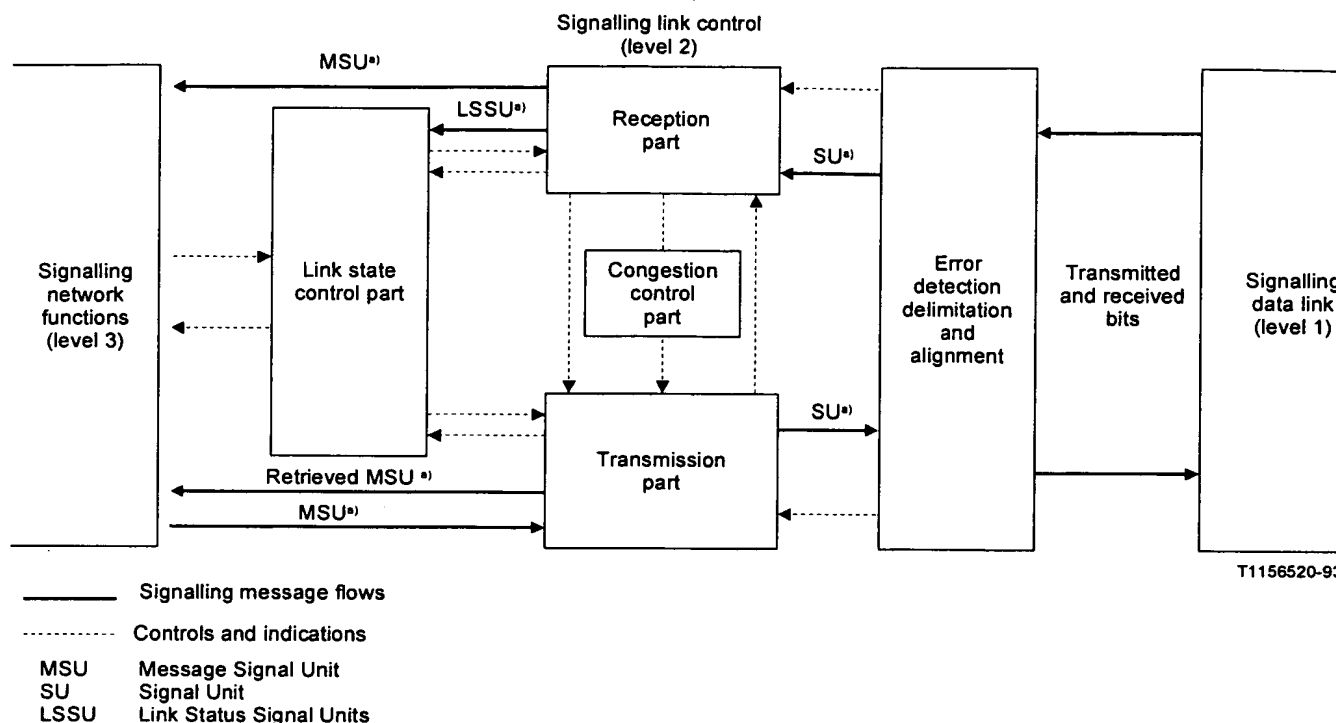 Signalling link control
(level 2)
MSU a)
LSSU a)
Reception
part
SU a)
Signalling
network
functions
(level 3)
Link state
control part
Congestion
control
part
Error
detection
delimitation
and
alignment
Transmitted
and received
bits
Signalling
data link
(level 1)
SU a)
Transmission
part
Retrieved MSU a)
MSU a)
T1156520-93
Signalling message flows
Controls and indications
MSU Message Signal Unit
SU Signal Unit
LSSU Link Status Signal Units